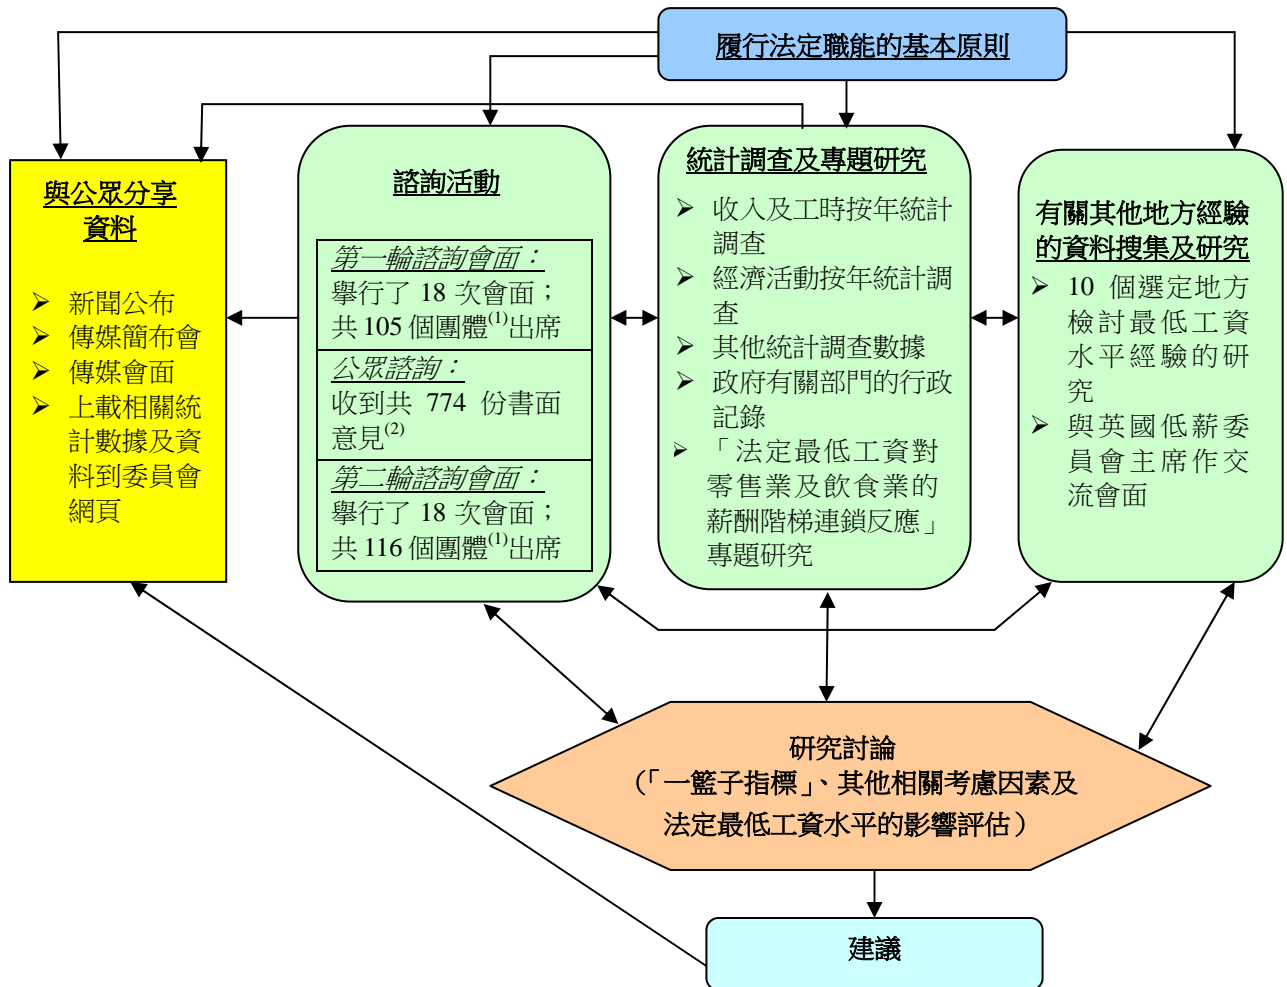 履行法定職能的基本原則
與公眾分享
資料
➢ 新聞公布
➢ 傳媒簡布會
➢ 傳媒會面
➢ 上載相關統
計數據及資
料到委員會
網頁
諮詢活動
第一輪諮詢會面：
舉行了 18 次會面；
共 105 個團體(1)出席
公眾諮詢：
收到共 774 份書面
意見(2)
第二輪諮詢會面：
舉行了 18 次會面；
共 116 個團體(1)出席
統計調查及專題研究
➢ 收入及工時按年統計
調查
➢ 經濟活動按年統計調
查
➢ 其他統計調查數據
➢ 政府有關部門的行政
記錄
➢ 「法定最低工資對
零售業及飲食業的
薪酬階梯連鎖反應」
專題研究
有關其他地方經驗
的資料搜集及研究
➢ 10 個選定地方
檢討最低工資
水平經驗的研
究
➢ 與英國低薪委
員會主席作交
流會面
研究討論
（「一籃子指標」、其他相關考慮因素及
法定最低工資水平的影響評估）
建議